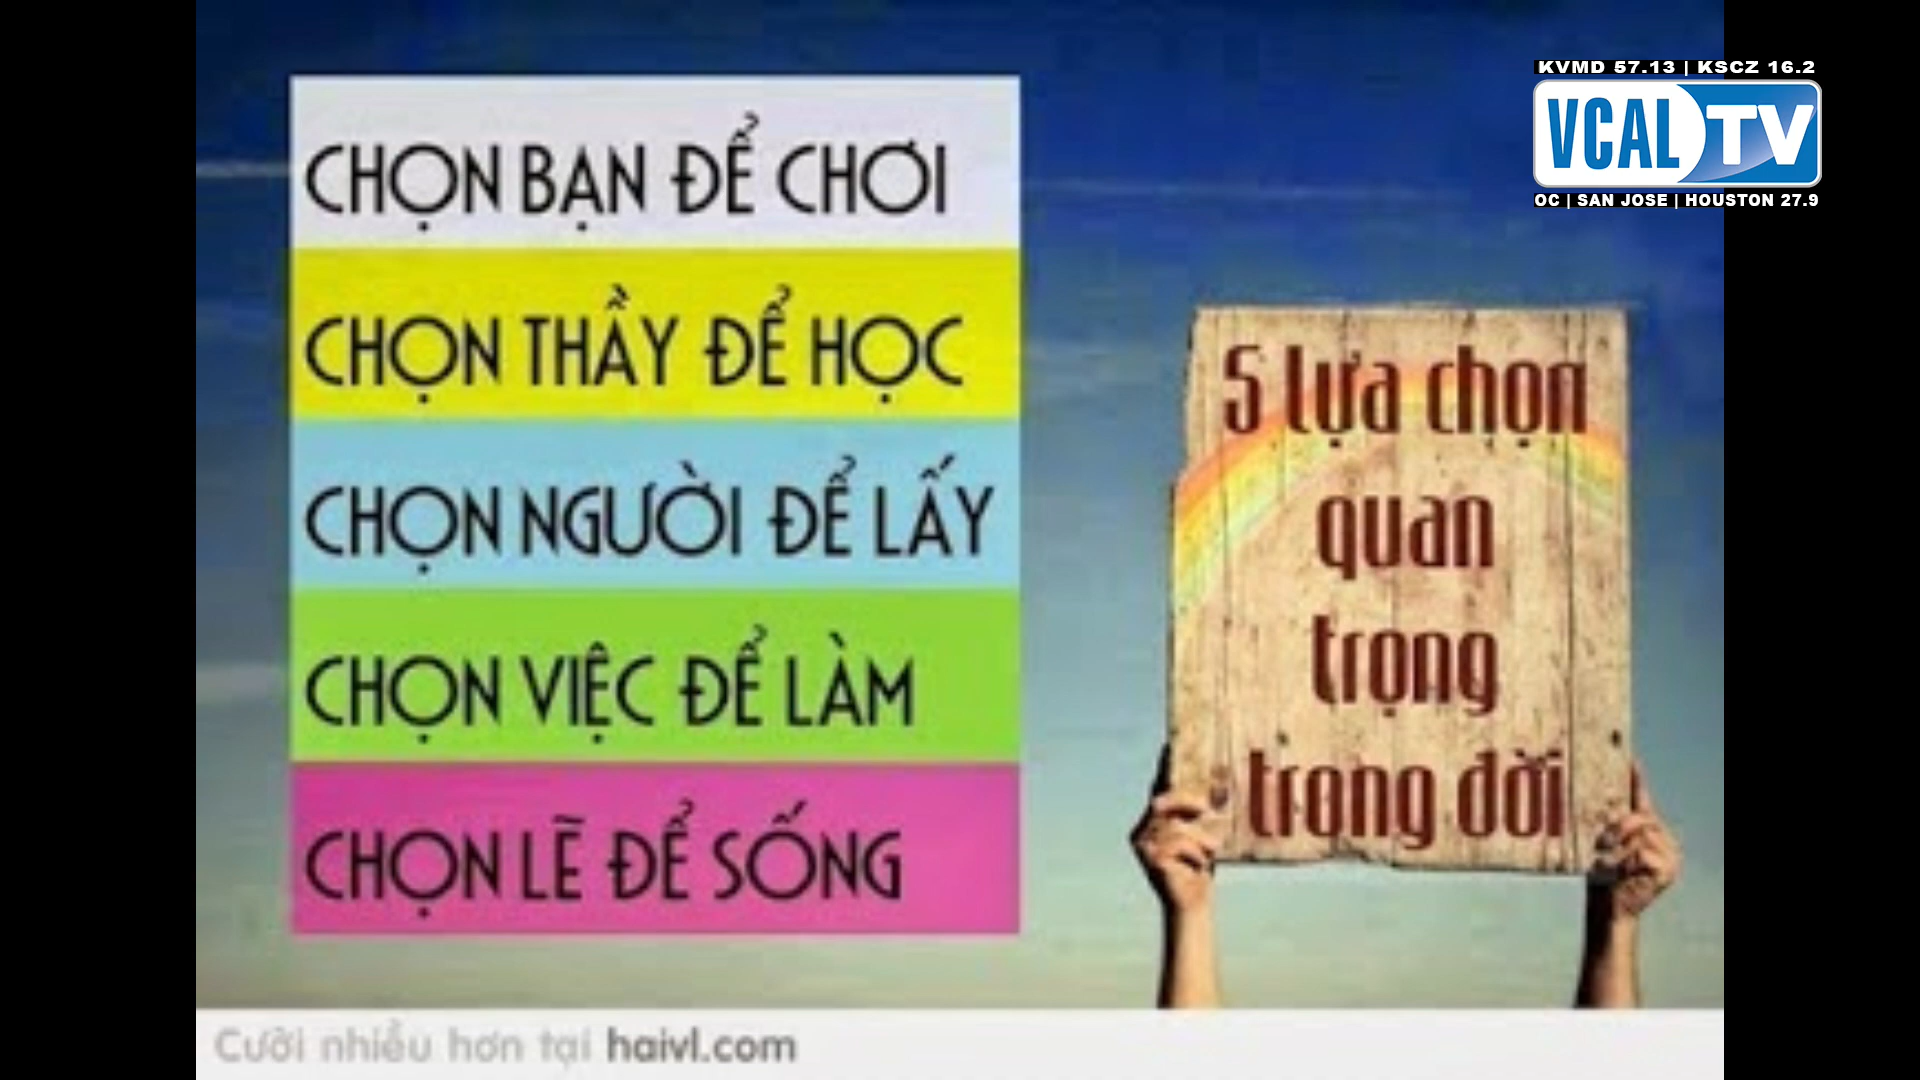 KVMD 57.13 | KSCZ 16.2
VCAL TV
OC | SAN JOSE | HOUSTON 27.9
CHỌN BẠN ĐỂ CHƠI
CHỌN THẦY ĐỂ HỌC
CHỌN NGƯỜI ĐỂ LẤY
CHỌN VIỆC ĐỂ LÀM
CHỌN LẼ ĐỂ SỐNG
5 lựa chọn
quan
trọng
trong đời
Cười nhiều hơn tại haivl.com